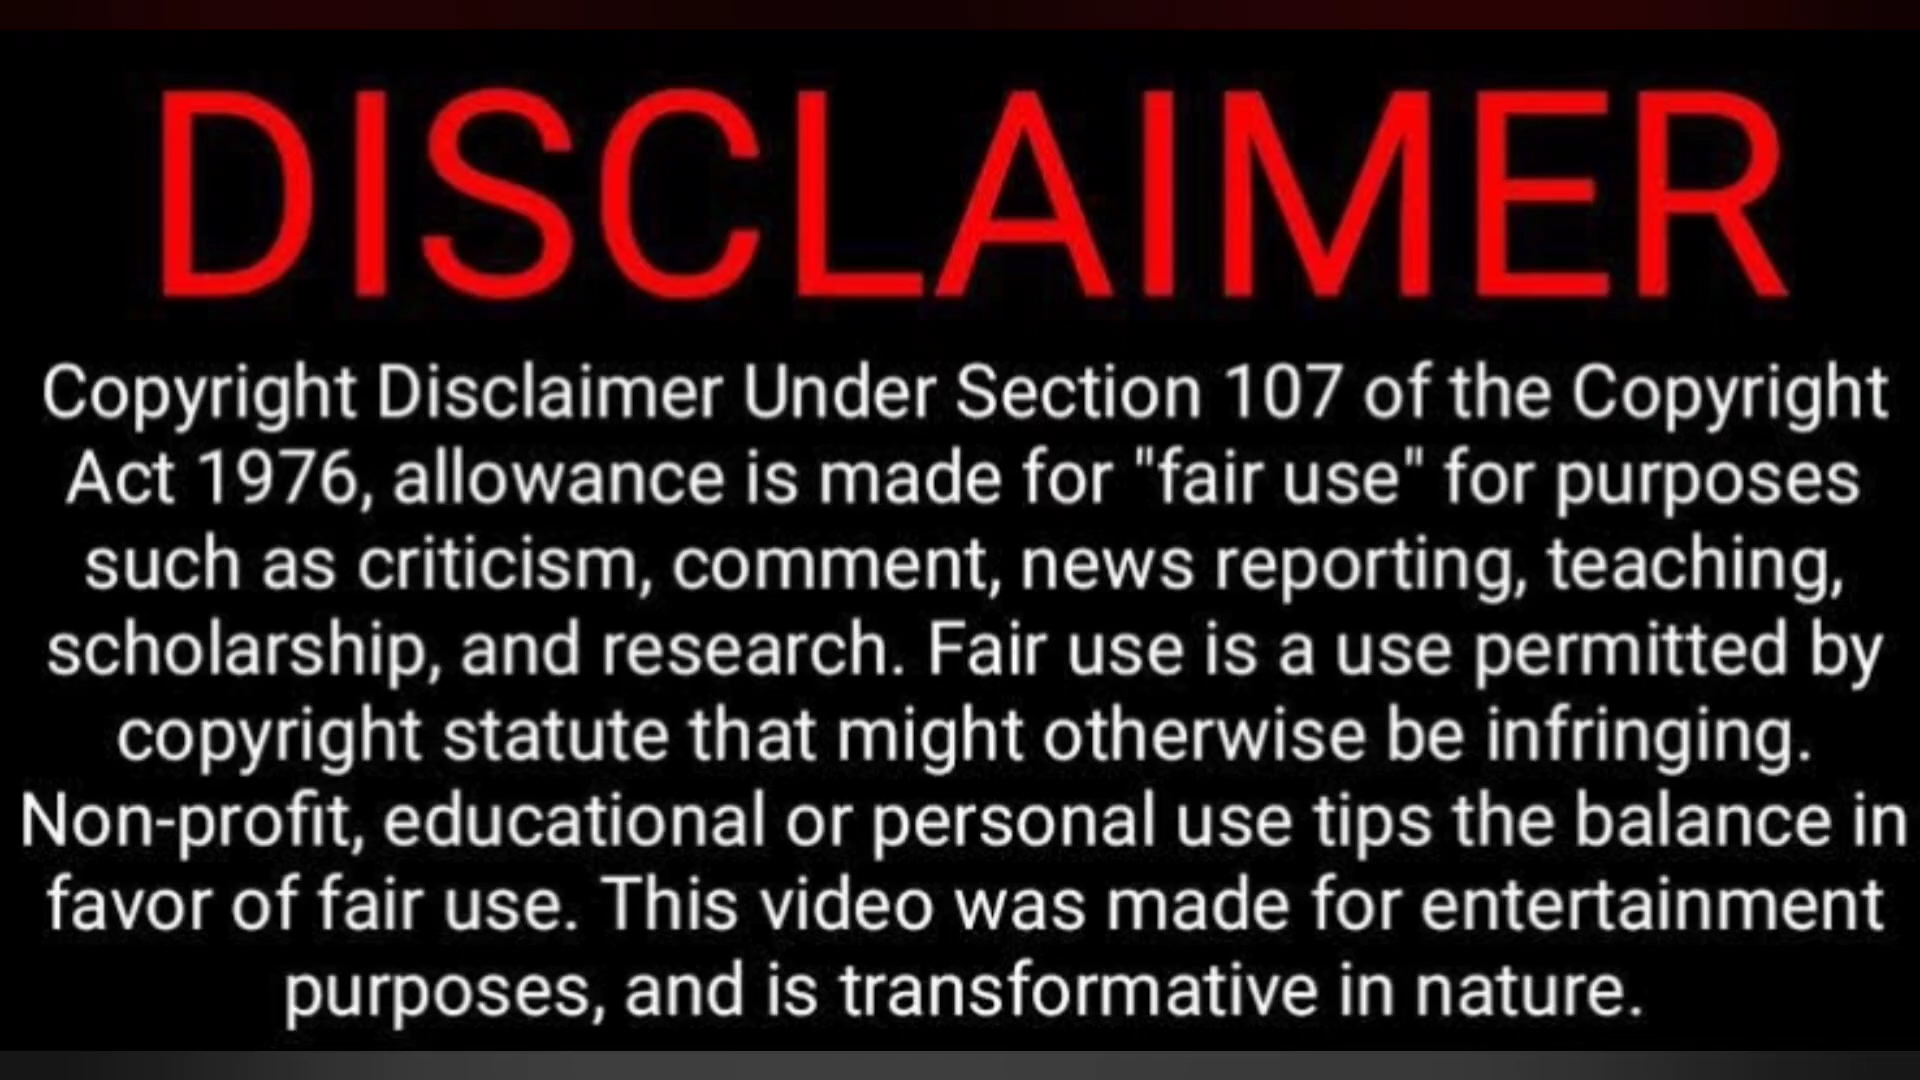 DISCLAIMER
Copyright Disclaimer Under Section 107 of the Copyright
Act 1976, allowance is made for "fair use" for purposes
such as criticism, comment, news reporting, teaching,
scholarship, and research. Fair use is a use permitted by
copyright statute that might otherwise be infringing.
Non-profit, educational or personal use tips the balance in
favor of fair use. This video was made for entertainment
purposes, and is transformative in nature.